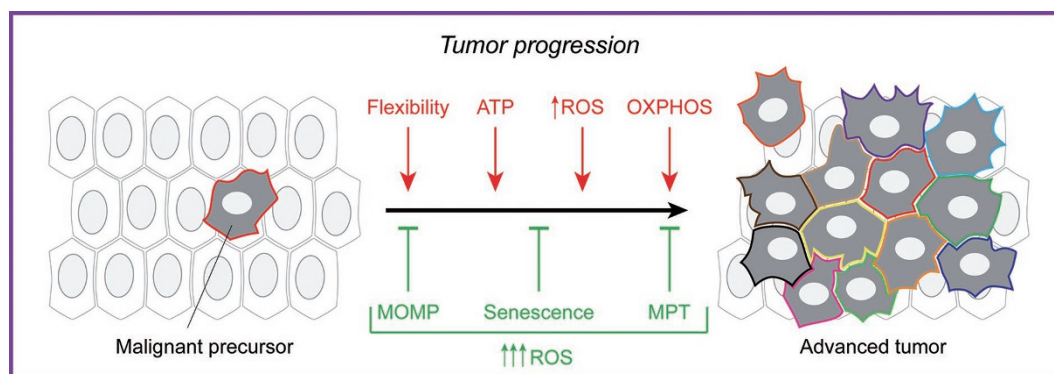 Tumor progression
Flexibility ATP ↑ROS OXPHOS
MOMP Senescence MPT
Malignant precursor
↑↑↑ROS
Advanced tumor